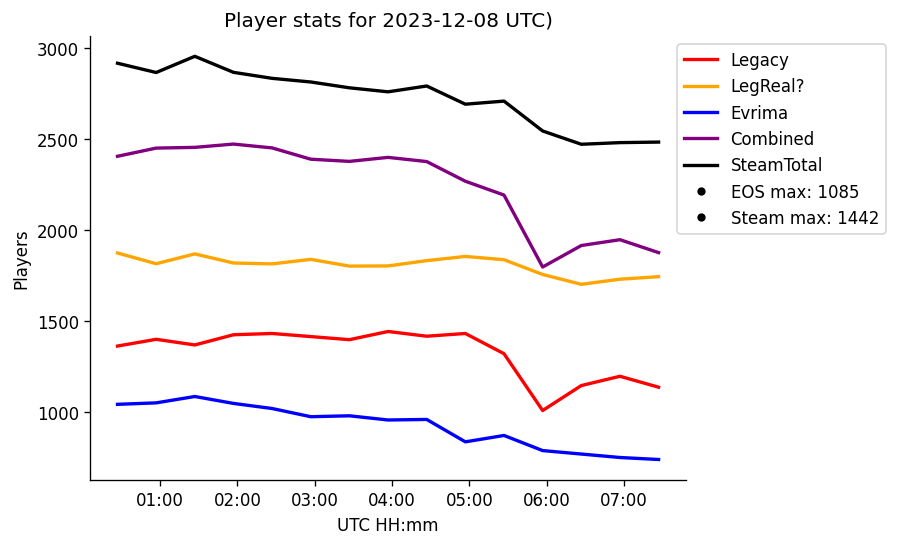 Player stats for 2023-12-08 UTC)
3000
2500
2000
1500
1000
Players
01:00 02:00 03:00 04:00 05:00 06:00 07:00
UTC HH:mm
Legacy
LegReal?
Evrima
Combined
SteamTotal
EOS max: 1085
Steam max: 1442